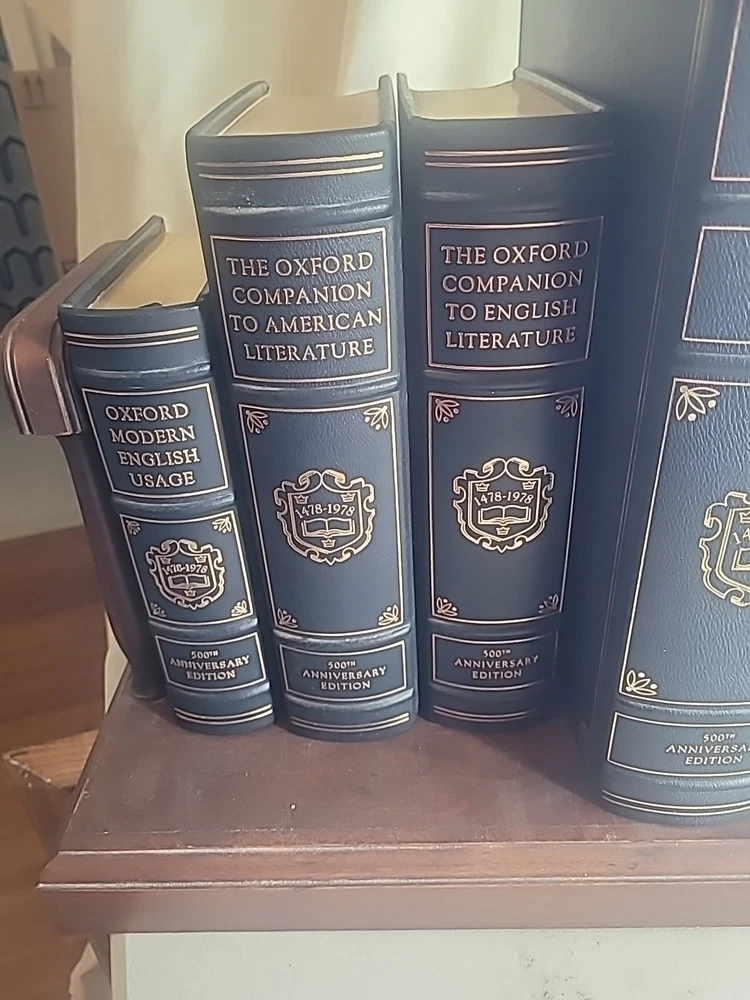 OXFORD
MODERN
ENGLISH
USAGE
1478-1978
500TH
ANNIVERSARY
EDITION
THE OXFORD
COMPANION
TO AMERICAN
LITERATURE
1478-1978
500TH
ANNIVERSARY
EDITION
THE OXFORD
COMPANION
TO ENGLISH
LITERATURE
1478-1978
500TH
ANNIVERSARY
EDITION
500TH
ANNIVERSA
EDITION